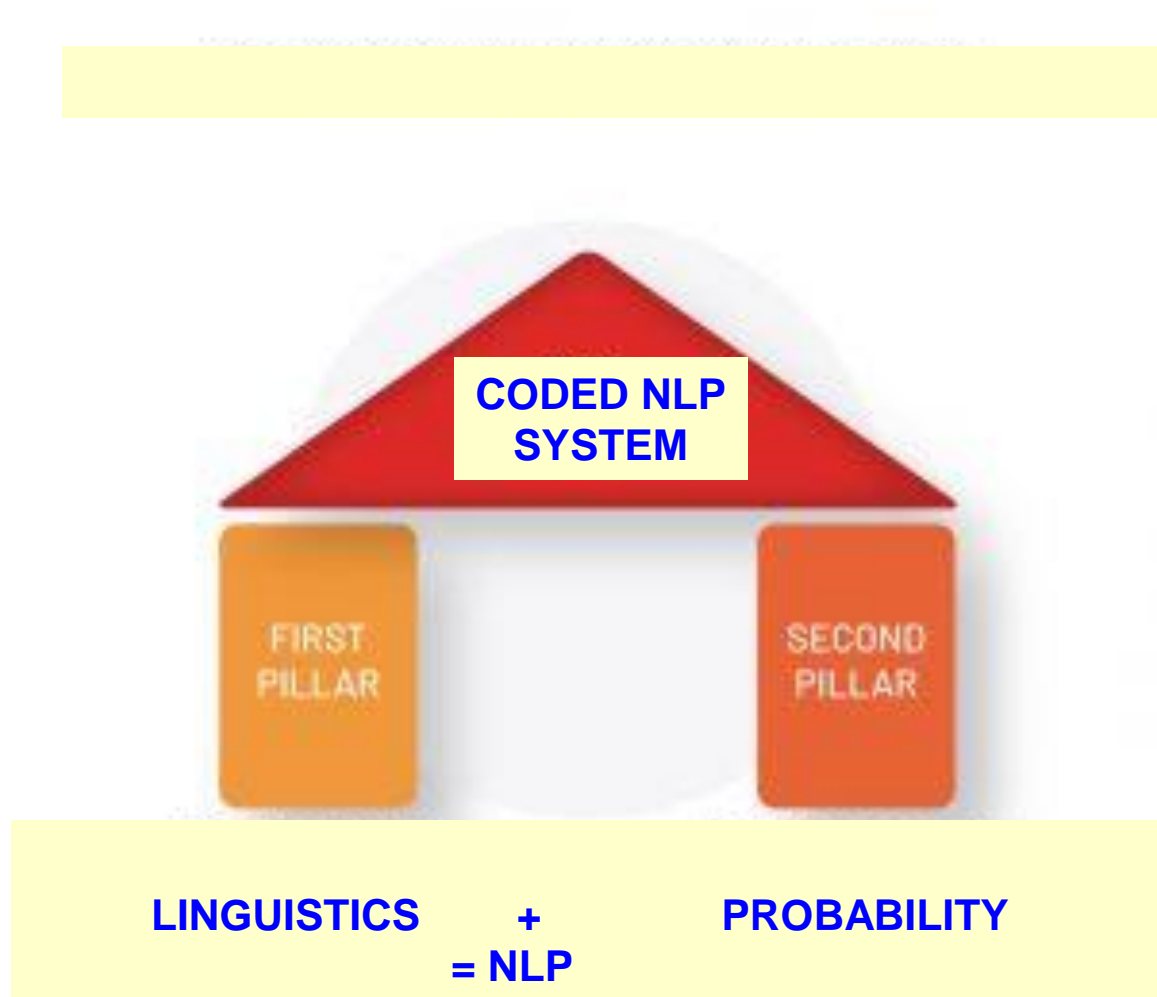 CODED NLP
SYSTEM
FIRST
PILLAR
SECOND
PILLAR
LINGUISTICS + PROBABILITY
= NLP